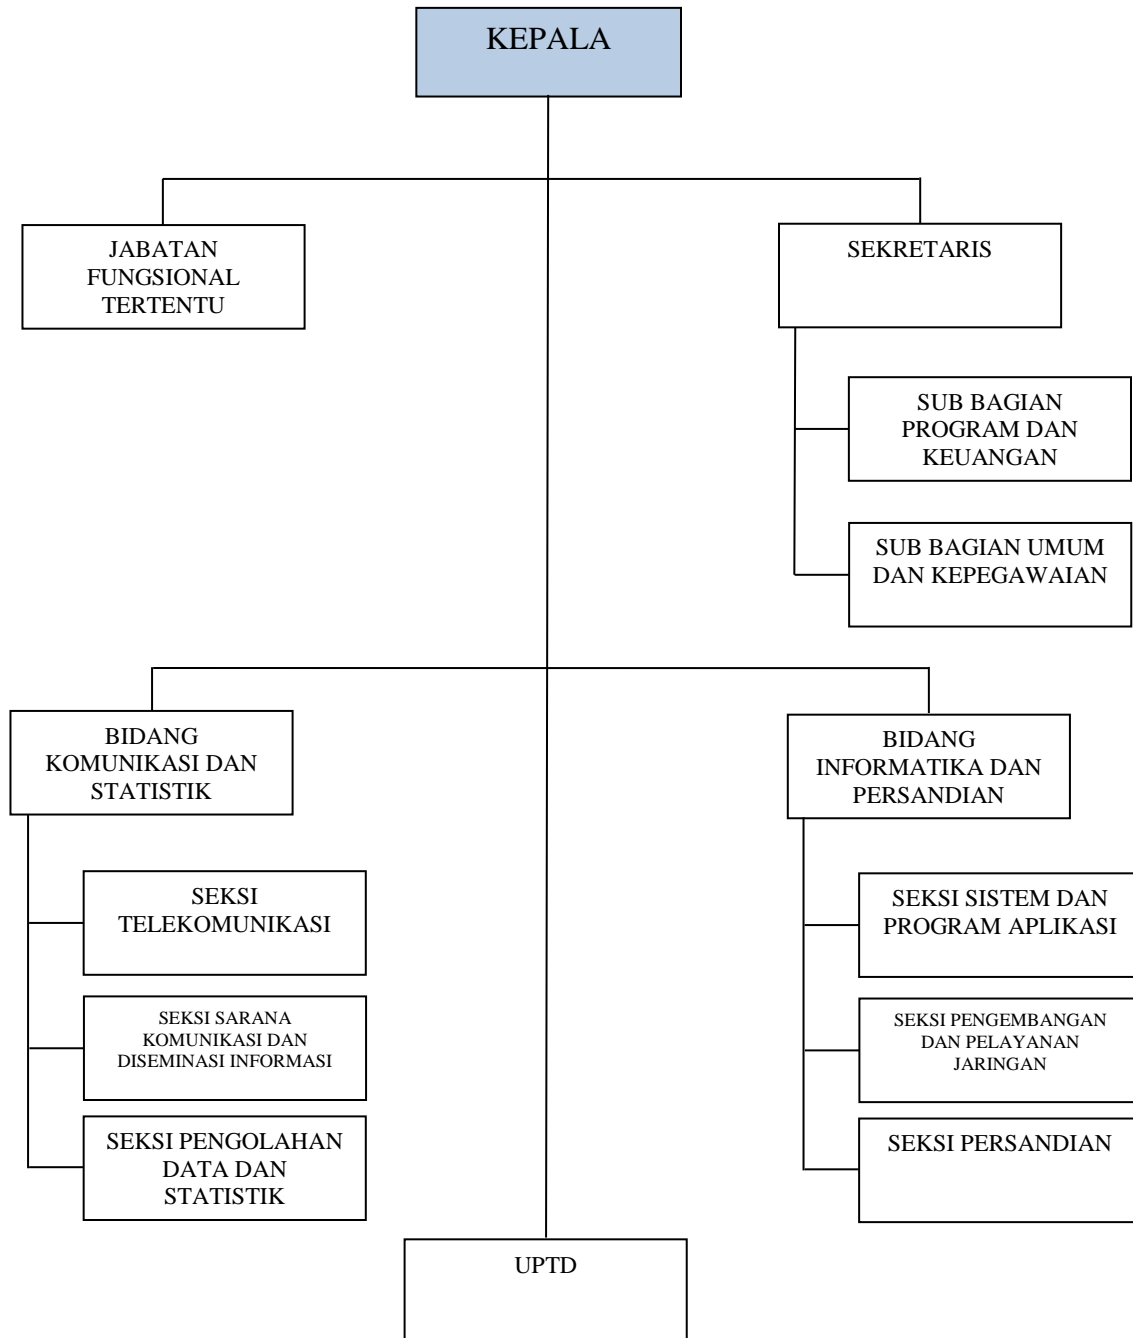 KEPALA
JABATAN
FUNGSIONAL
TERTENTU
SEKRETARIS
SUB BAGIAN
PROGRAM DAN
KEUANGAN
SUB BAGIAN UMUM
DAN KEPEGAWAIAN
BIDANG
KOMUNIKASI DAN
STATISTIK
BIDANG
INFORMATIKA DAN
PERSANDIAN
SEKSI
TELEKOMUNIKASI
SEKSI SARANA
KOMUNIKASI DAN
DISEMINASI INFORMASI
SEKSI PENGOLAHAN
DATA DAN
STATISTIK
SEKSI SISTEM DAN
PROGRAM APLIKASI
SEKSI PENGEMBANGAN
DAN PELAYANAN
JARINGAN
SEKSI PERSANDIAN
UPTD